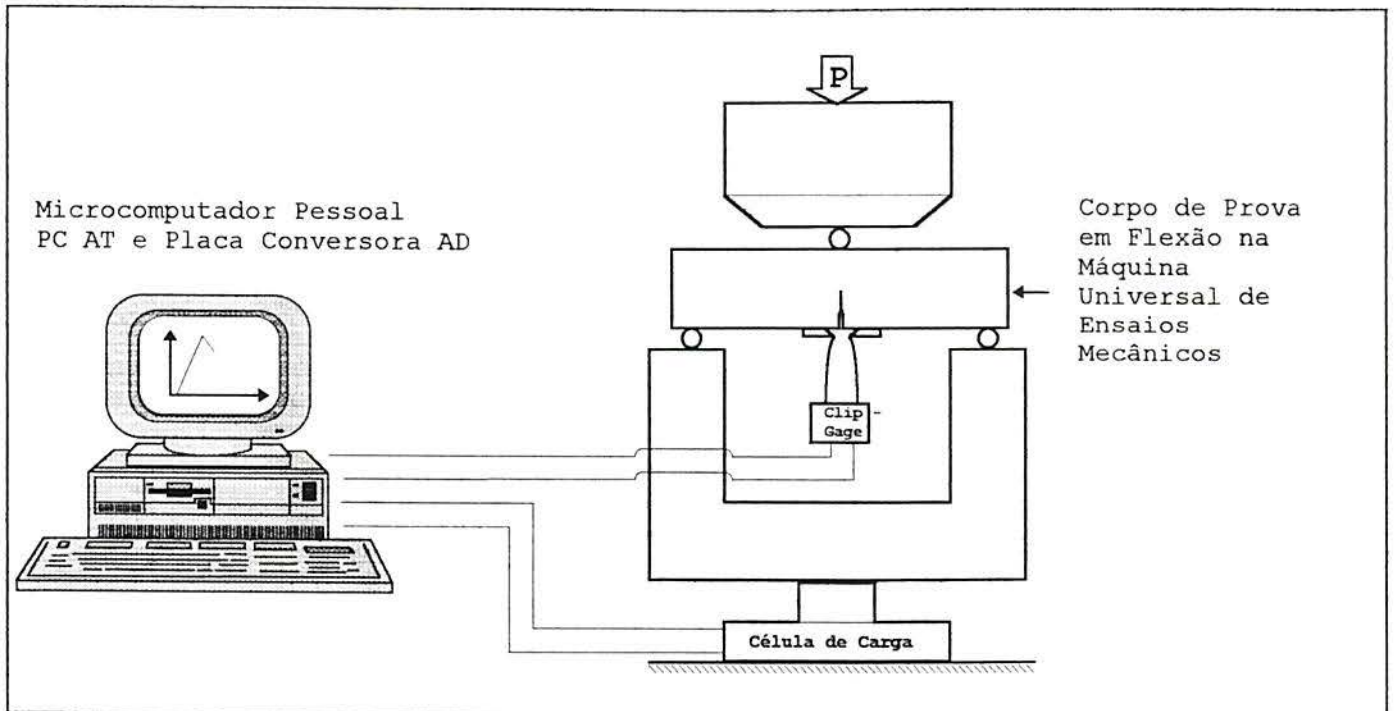 P
Microcomputador Pessoal
PC AT e Placa Conversora AD
Corpo de Prova
em Flexão na
Máquina
Universal de
Ensaios
Mecânicos
Clip-
Gage
Célula de Carga